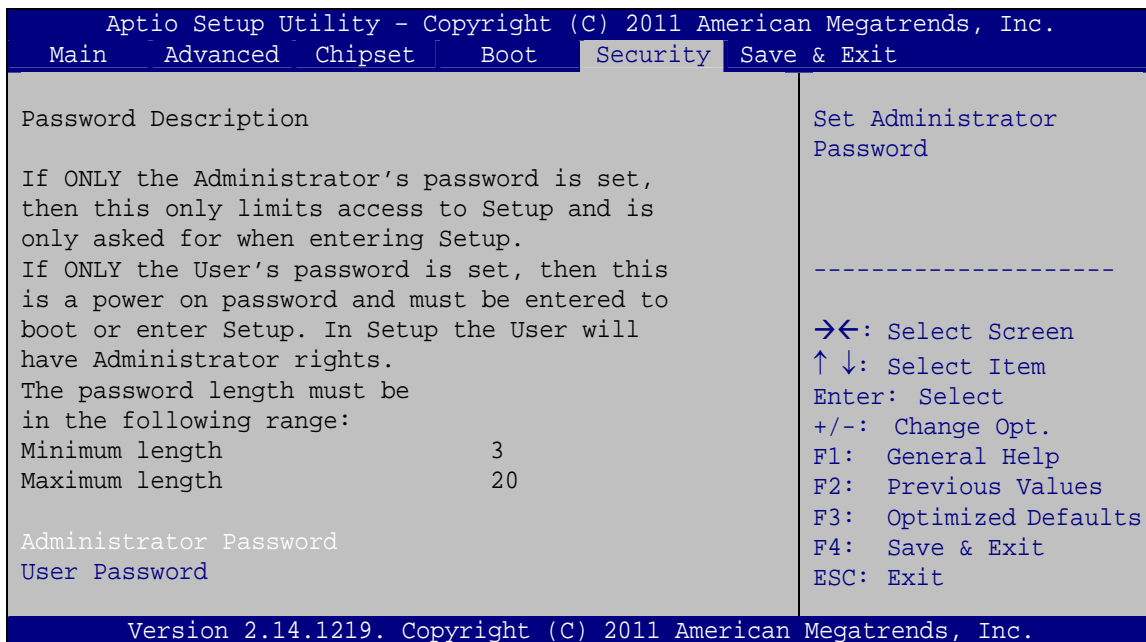 Aptio Setup Utility – Copyright (C) 2011 American Megatrends, Inc.
Main Advanced Chipset Boot Security Save & Exit
Password Description
If ONLY the Administrator’s password is set,
then this only limits access to Setup and is
only asked for when entering Setup.
If ONLY the User’s password is set, then this
is a power on password and must be entered to
boot or enter Setup. In Setup the User will
have Administrator rights.
The password length must be
in the following range:
Minimum length 3
Maximum length 20
Administrator Password
User Password
Set Administrator
Password
---------------------
→←: Select Screen
↑ ↓: Select Item
Enter: Select
+/-: Change Opt.
F1: General Help
F2: Previous Values
F3: Optimized Defaults
F4: Save & Exit
ESC: Exit
Version 2.14.1219. Copyright (C) 2011 American Megatrends, Inc.